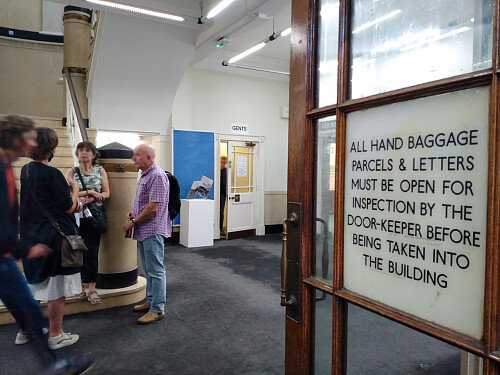 GENTS
ALL HAND BAGGAGE
PARCELS & LETTERS
MUST BE OPEN FOR
INSPECTION BY THE
DOOR-KEEPER BEFORE
BEING TAKEN INTO
THE BUILDING